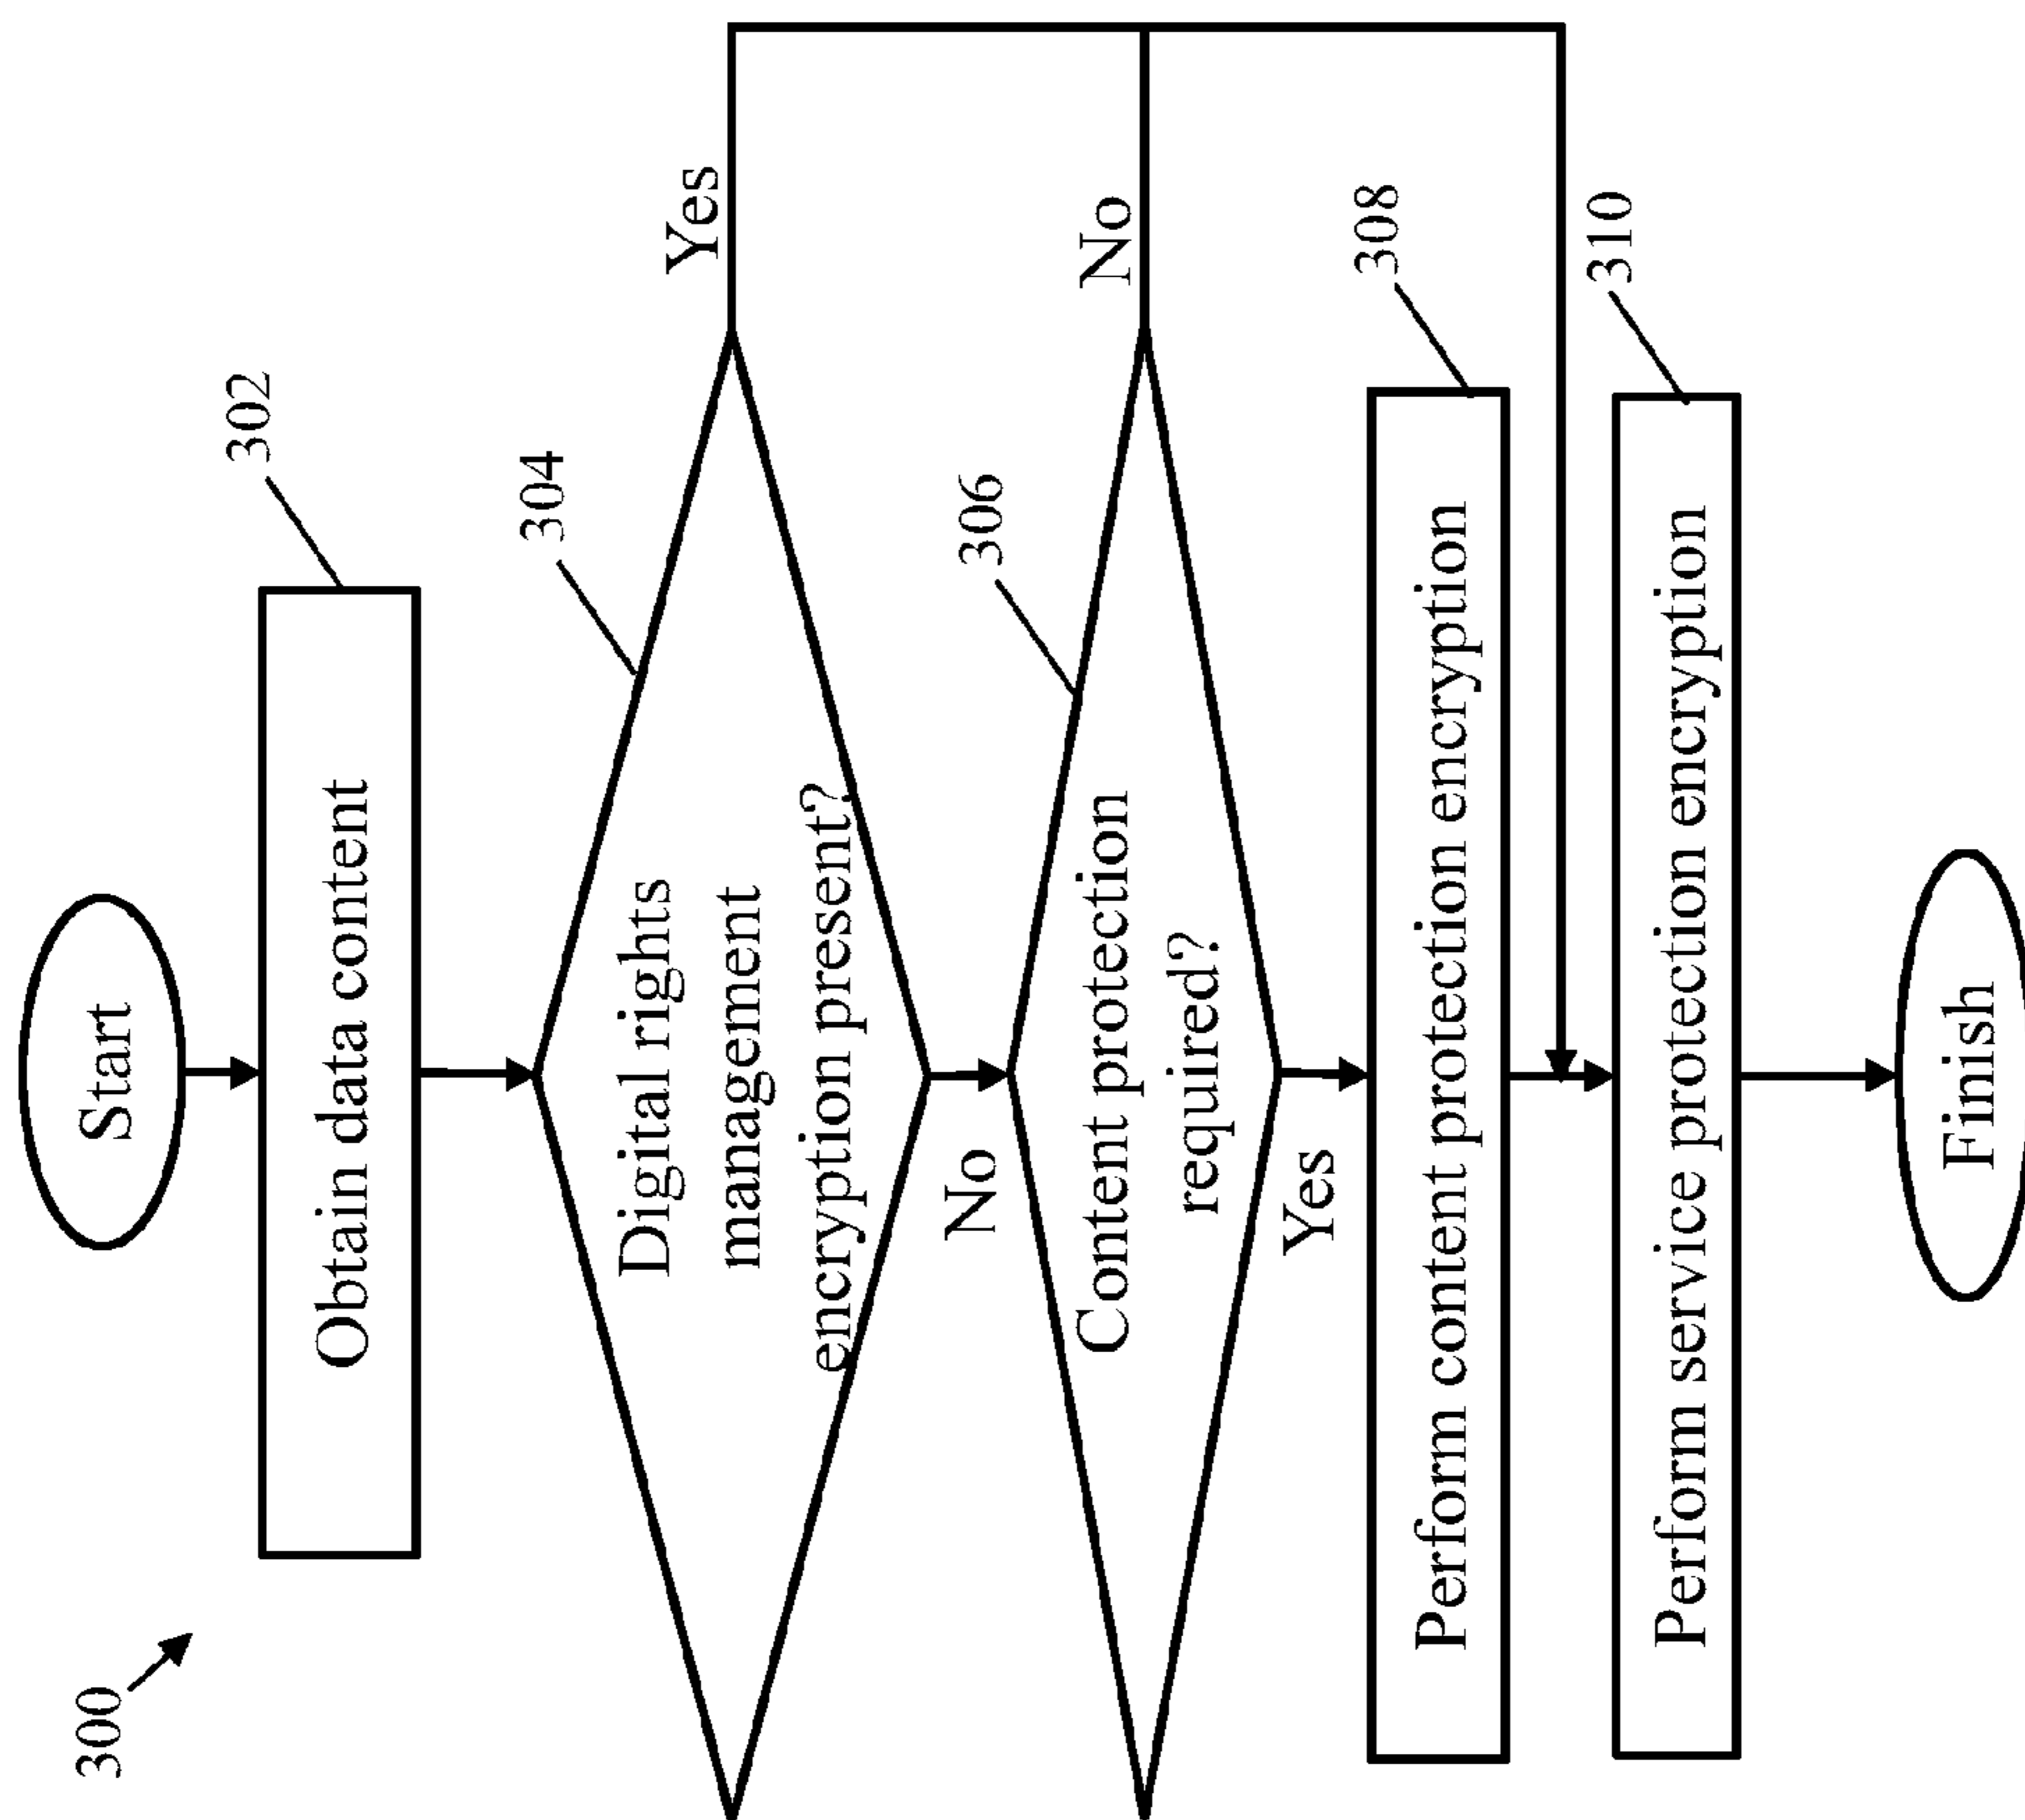 300
Start
302
Obtain data content
304
Digital rights
management
encryption present?
Yes
No
306
Content protection
required?
No
Yes
308
Perform content protection encryption
310
Perform service protection encryption
Finish